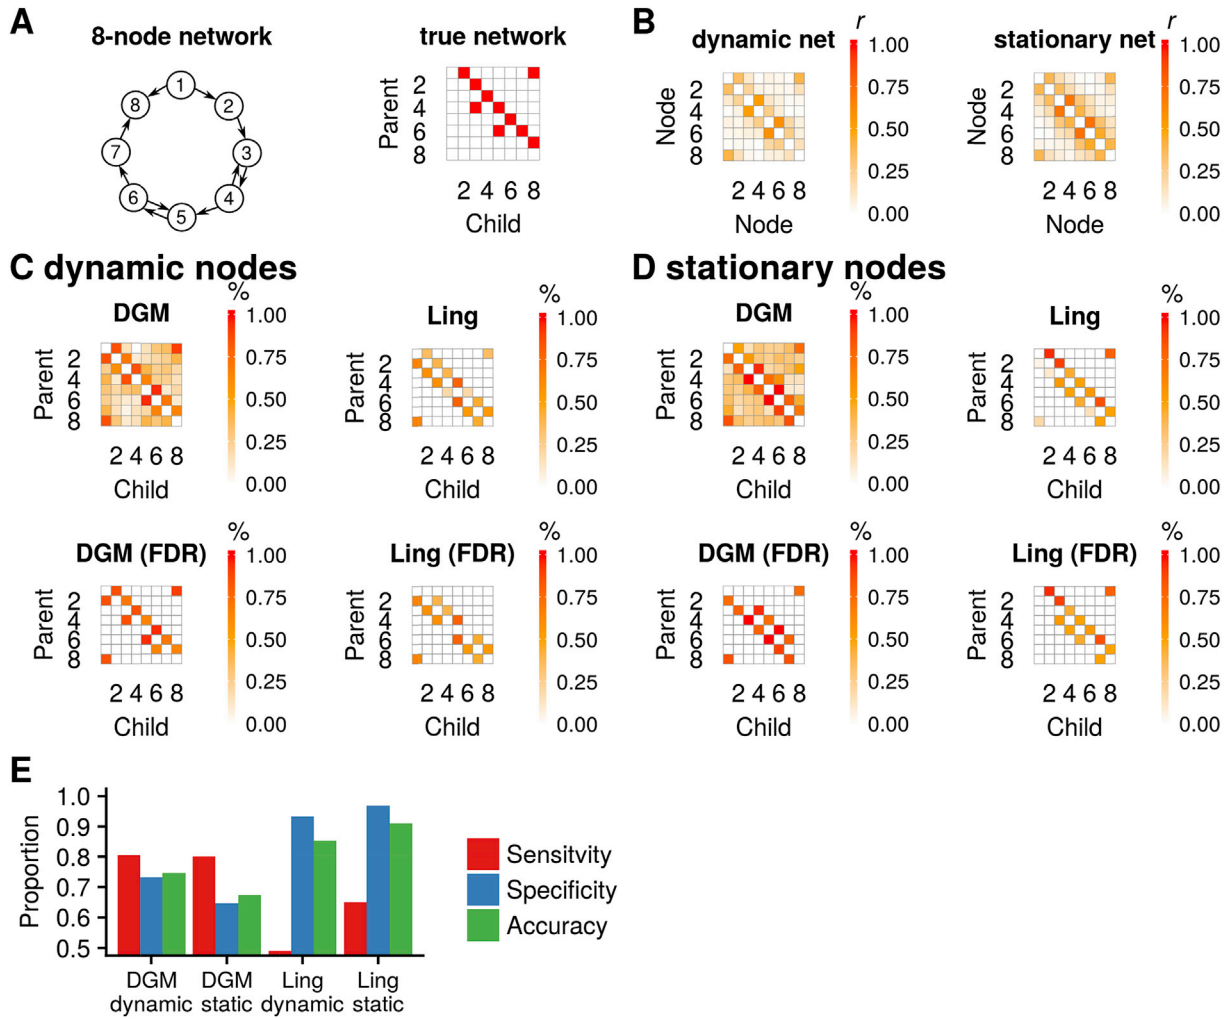 A
8-node network
1
8
2
7
3
6
4
5
true network
Parent
2
4
6
8
2 4 6 8
Child
B
dynamic net
r
1.00
0.75
0.50
0.25
0.00
Node
2
4
6
8
2 4 6 8
Node
stationary net
r
1.00
0.75
0.50
0.25
0.00
Node
2
4
6
8
2 4 6 8
Node
C dynamic nodes
DGM
%
1.00
0.75
0.50
0.25
0.00
Parent
2
4
6
8
2 4 6 8
Child
Ling
%
1.00
0.75
0.50
0.25
0.00
Parent
2
4
6
8
2 4 6 8
Child
DGM (FDR)
%
1.00
0.75
0.50
0.25
0.00
Parent
2
4
6
8
2 4 6 8
Child
Ling (FDR)
%
1.00
0.75
0.50
0.25
0.00
Parent
2
4
6
8
2 4 6 8
Child
D stationary nodes
DGM
%
1.00
0.75
0.50
0.25
0.00
Parent
2
4
6
8
2 4 6 8
Child
Ling
%
1.00
0.75
0.50
0.25
0.00
Parent
2
4
6
8
2 4 6 8
Child
DGM (FDR)
%
1.00
0.75
0.50
0.25
0.00
Parent
2
4
6
8
2 4 6 8
Child
Ling (FDR)
%
1.00
0.75
0.50
0.25
0.00
Parent
2
4
6
8
2 4 6 8
Child
E
Proportion
1.0
0.9
0.8
0.7
0.6
0.5
DGM
dynamic
DGM
static
Ling
dynamic
Ling
static
Sensitvity
Specificity
Accuracy